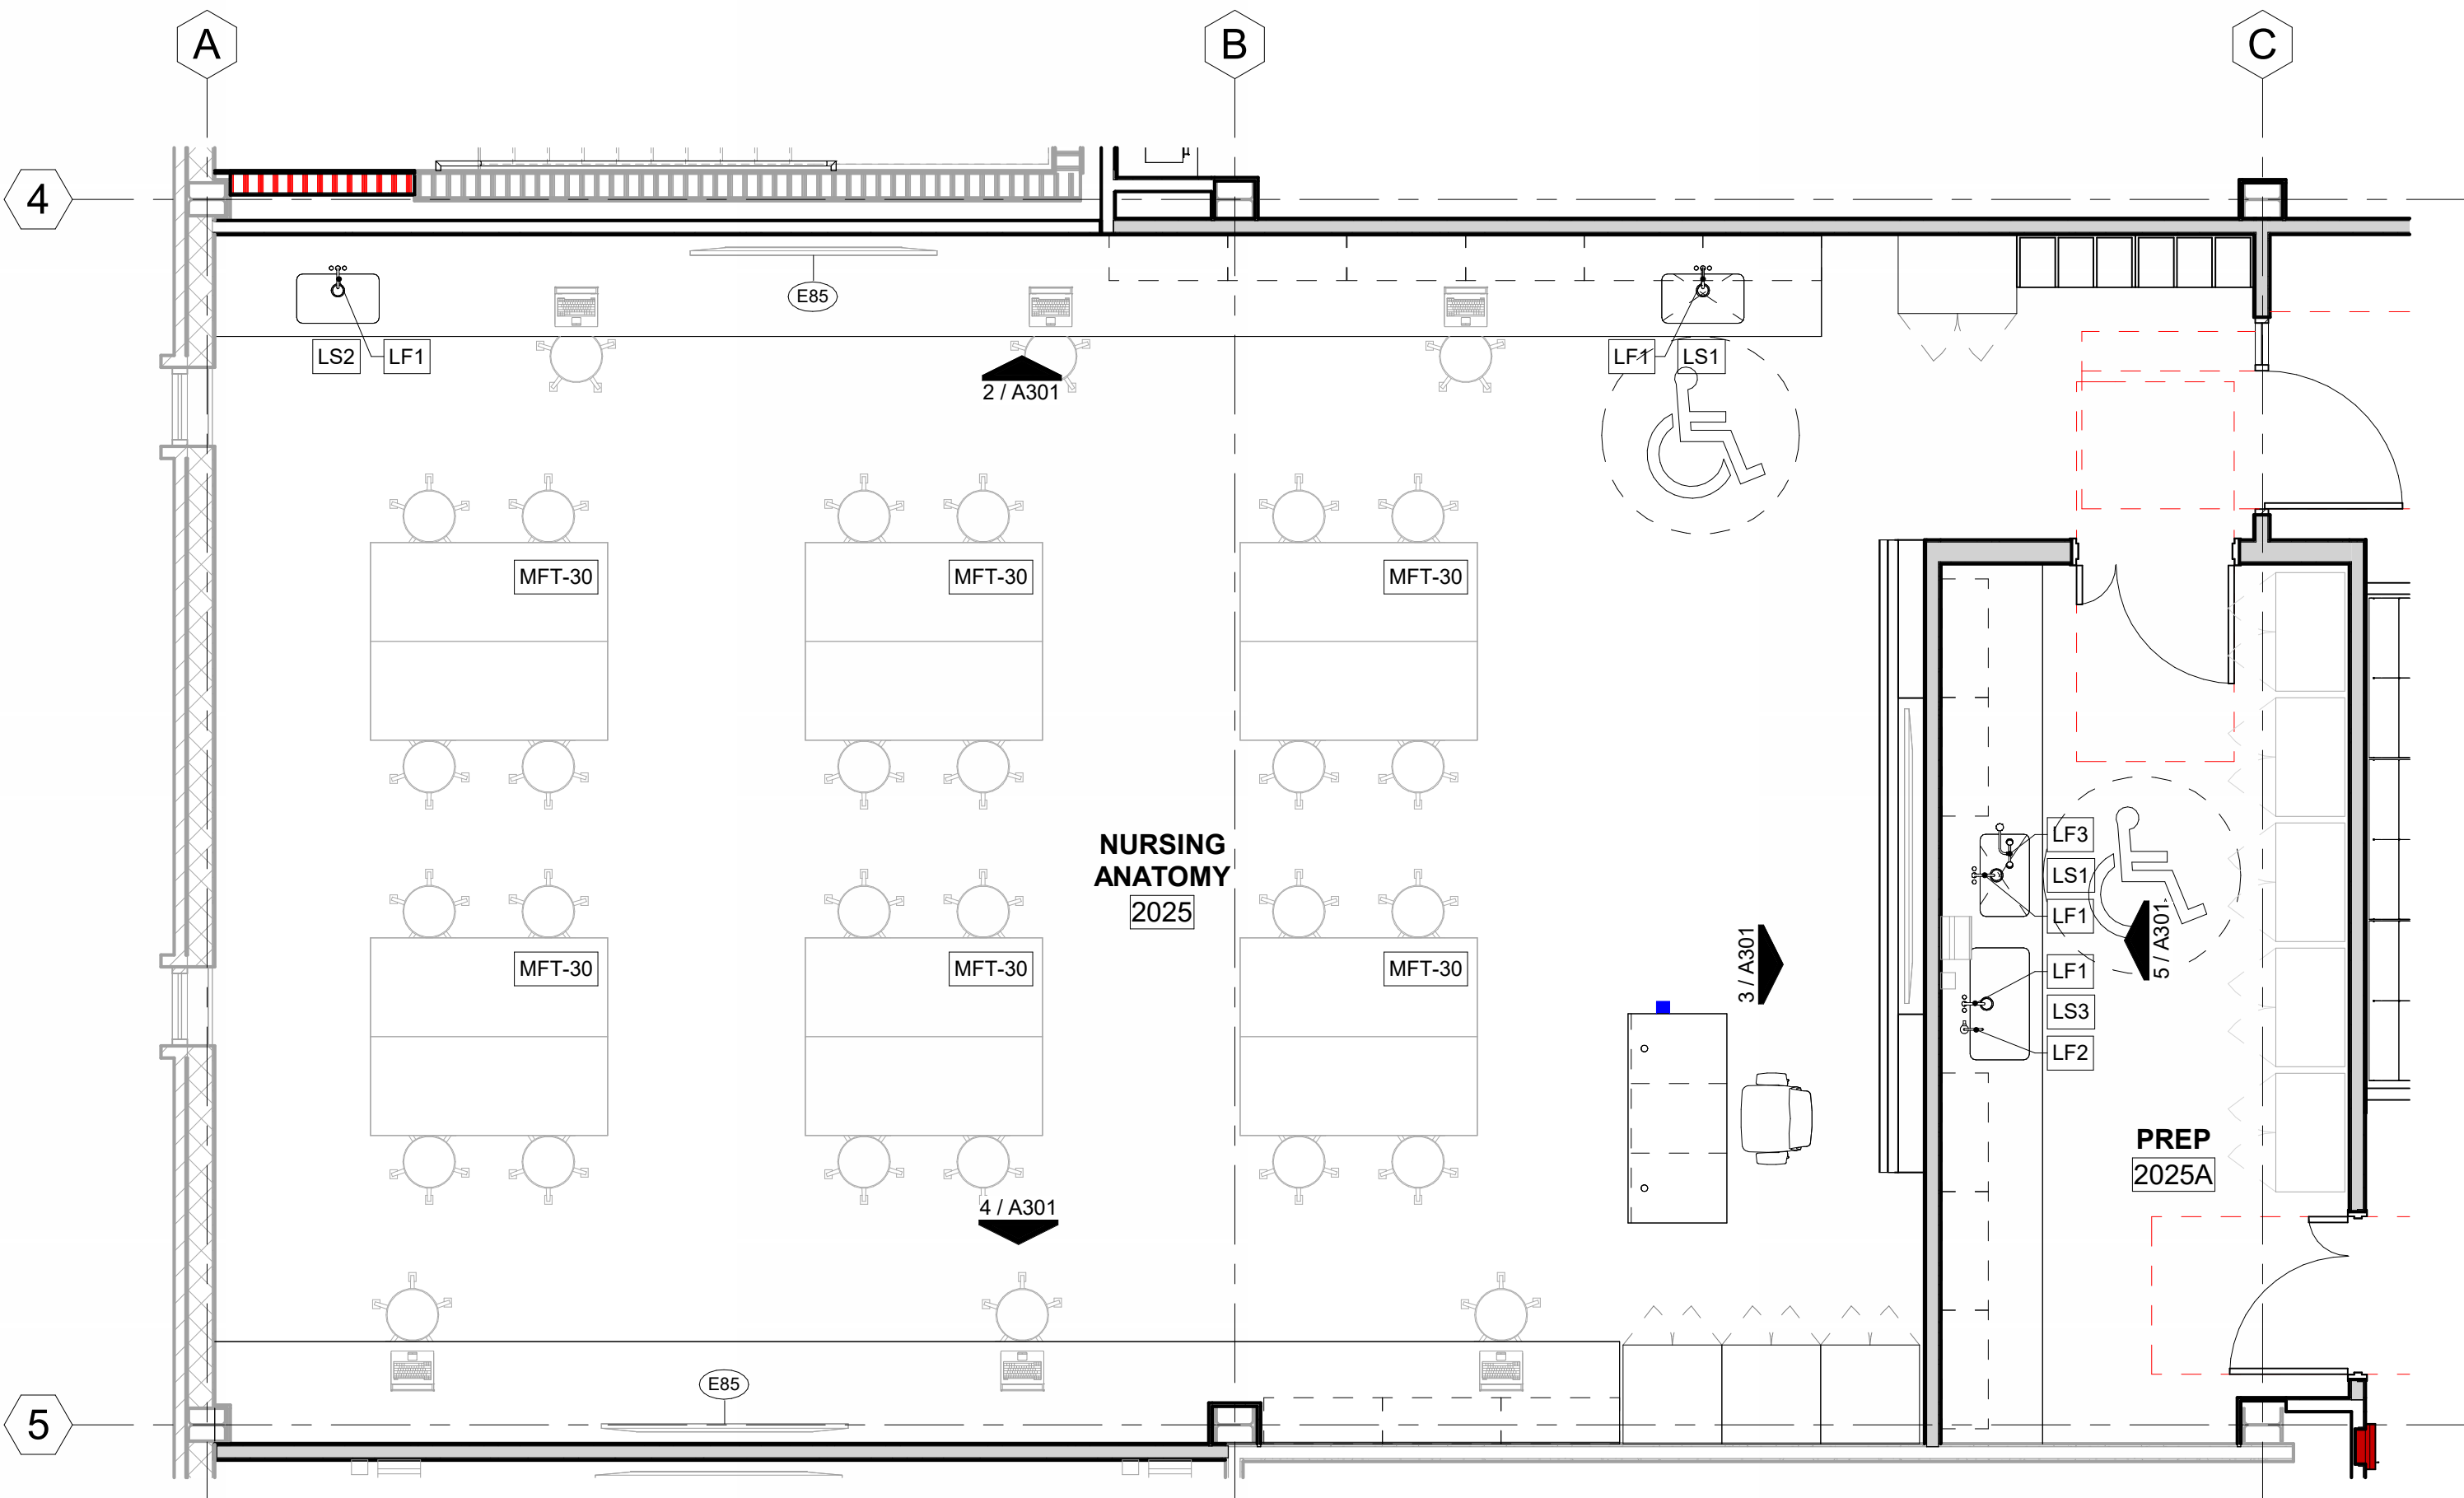 A
B
C
4
E85
LS2
LF1
LF1
LS1
2 / A301
MFT-30
MFT-30
MFT-30
NURSING
ANATOMY
2025
LF3
LS1
LF1
5 / A301
3 / A301
MFT-30
MFT-30
MFT-30
LF1
LS3
LF2
PREP
2025A
4 / A301
E85
5